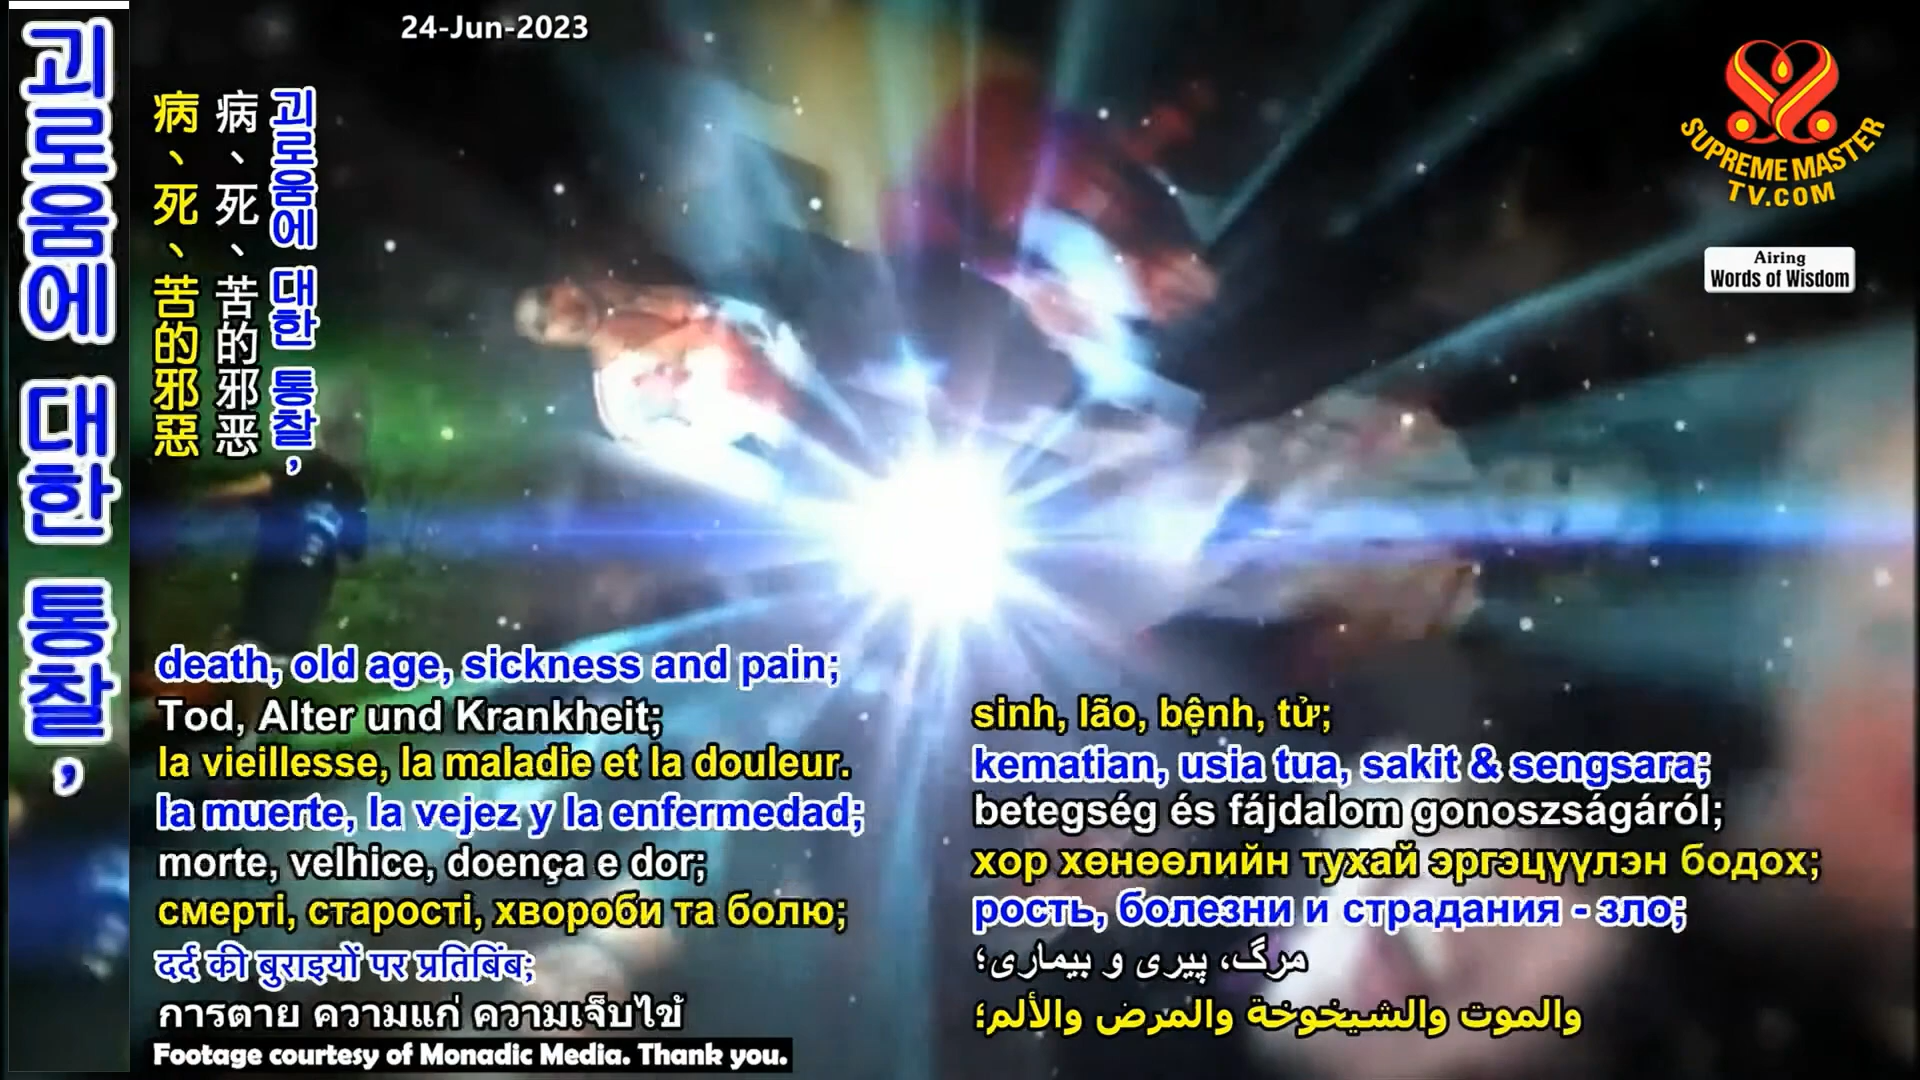 24-Jun-2023
괴로움에 대한 통찰,
病、死、苦的邪惡
病、死、苦的邪恶
괴로움에 대한 통찰,
SUPREME MASTER
TV.COM
Airing
Words of Wisdom
death, old age, sickness and pain;
Tod, Alter und Krankheit;
la vieillesse, la maladie et la douleur.
la muerte, la vejez y la enfermedad;
morte, velhice, doença e dor;
смерті, старості, хвороби та болю;
दर्द की बुराइयों पर प्रतिबिंब;
การตาย ความแก่ ความเจ็บไข้
sinh, lão, bệnh, tử;
kematian, usia tua, sakit & sengsara;
betegség és fájdalom gonoszságáról;
хор хөнөөлийн тухай эргэцүүлэн бодох;
рость, болезни и страдания - зло;
مرگ، پیری و بیماری؛
والموت والشيخوخة والمرض والألم؛
Footage courtesy of Monadic Media. Thank you.